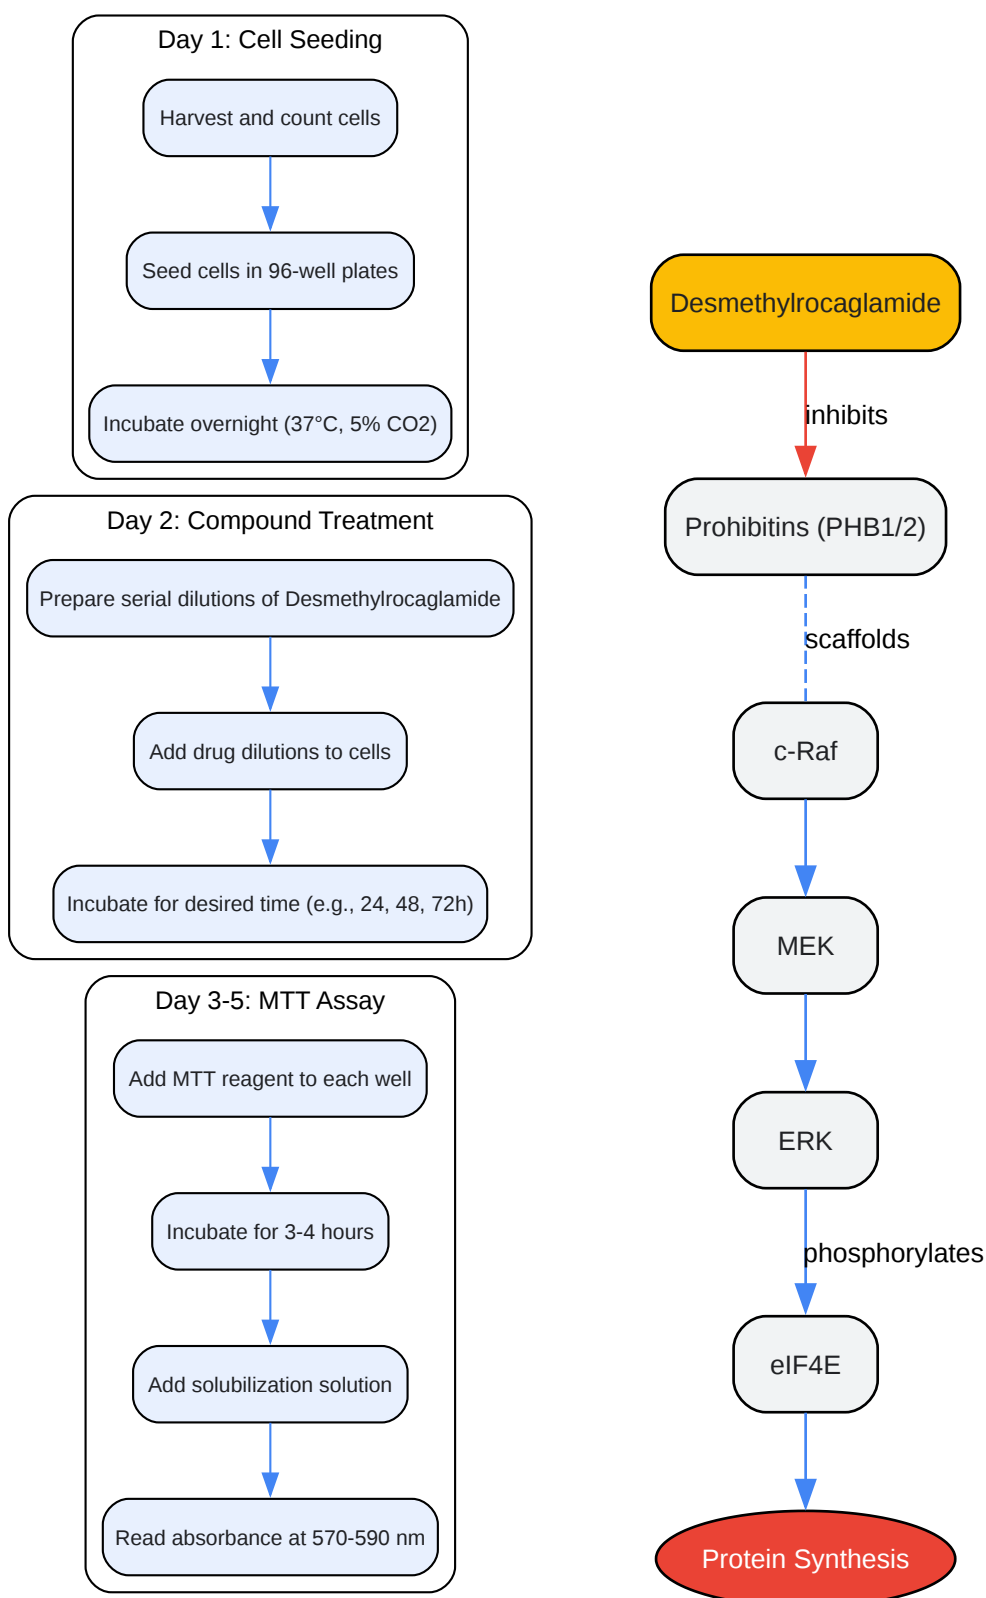 Day 1: Cell Seeding
Harvest and count cells
Seed cells in 96-well plates
Incubate overnight (37°C, 5% CO2)
Day 2: Compound Treatment
Prepare serial dilutions of Desmethylrocaglamide
Add drug dilutions to cells
Incubate for desired time (e.g., 24, 48, 72h)
Day 3-5: MTT Assay
Add MTT reagent to each well
Incubate for 3-4 hours
Add solubilization solution
Read absorbance at 570-590 nm
Desmethylrocaglamide
inhibits
Prohibitins (PHB1/2)
scaffolds
c-Raf
MEK
ERK
phosphorylates
eIF4E
Protein Synthesis